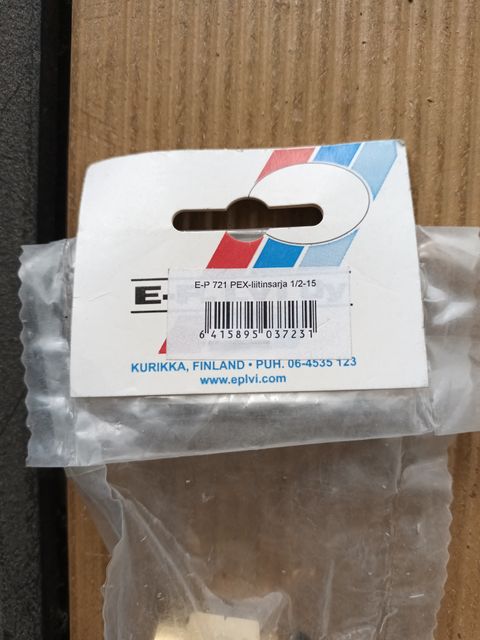 E-P 721 PEX-liitinsarja 1/2-15
6 415895 037231
KURIKKA, FINLAND • PUH. 06-4535 123
www.eplvi.com